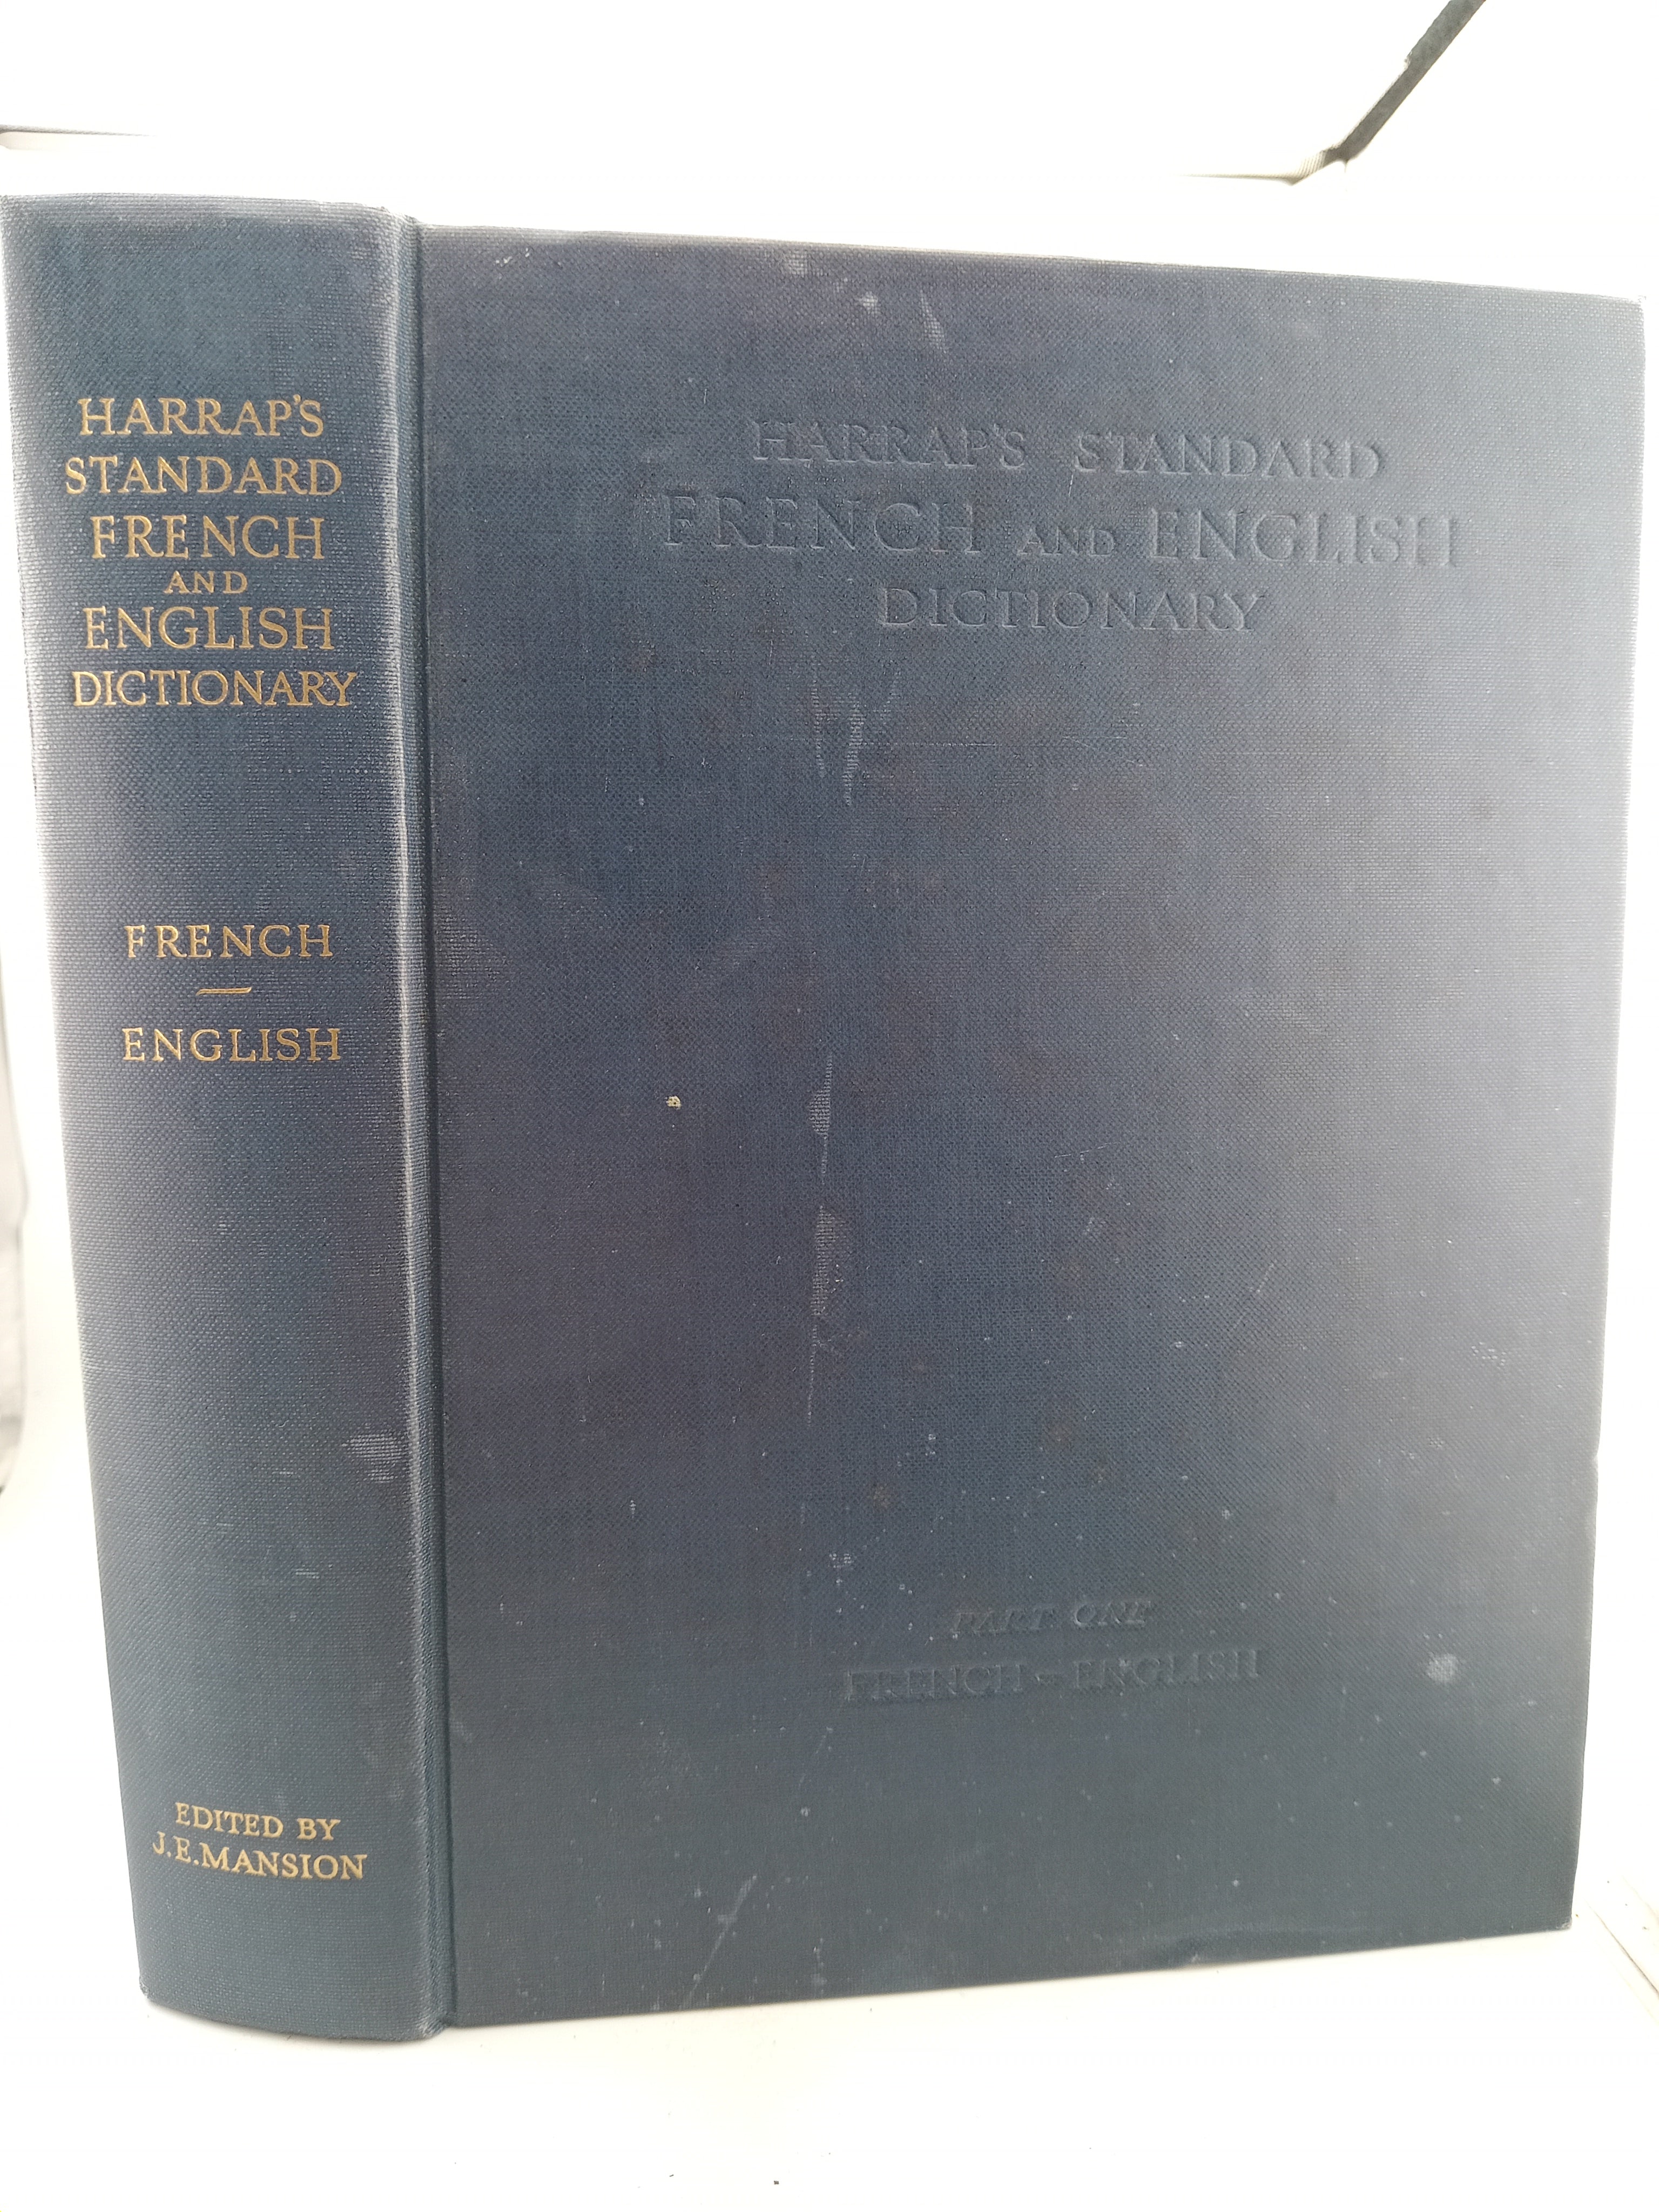 HARRAP'S
STANDARD
FRENCH
AND
ENGLISH
DICTIONARY
FRENCH
—
ENGLISH
EDITED BY
J.E.MANSION
HARRAP'S STANDARD
FRENCH AND ENGLISH
DICTIONARY
PART ONE
FRENCH – ENGLISH